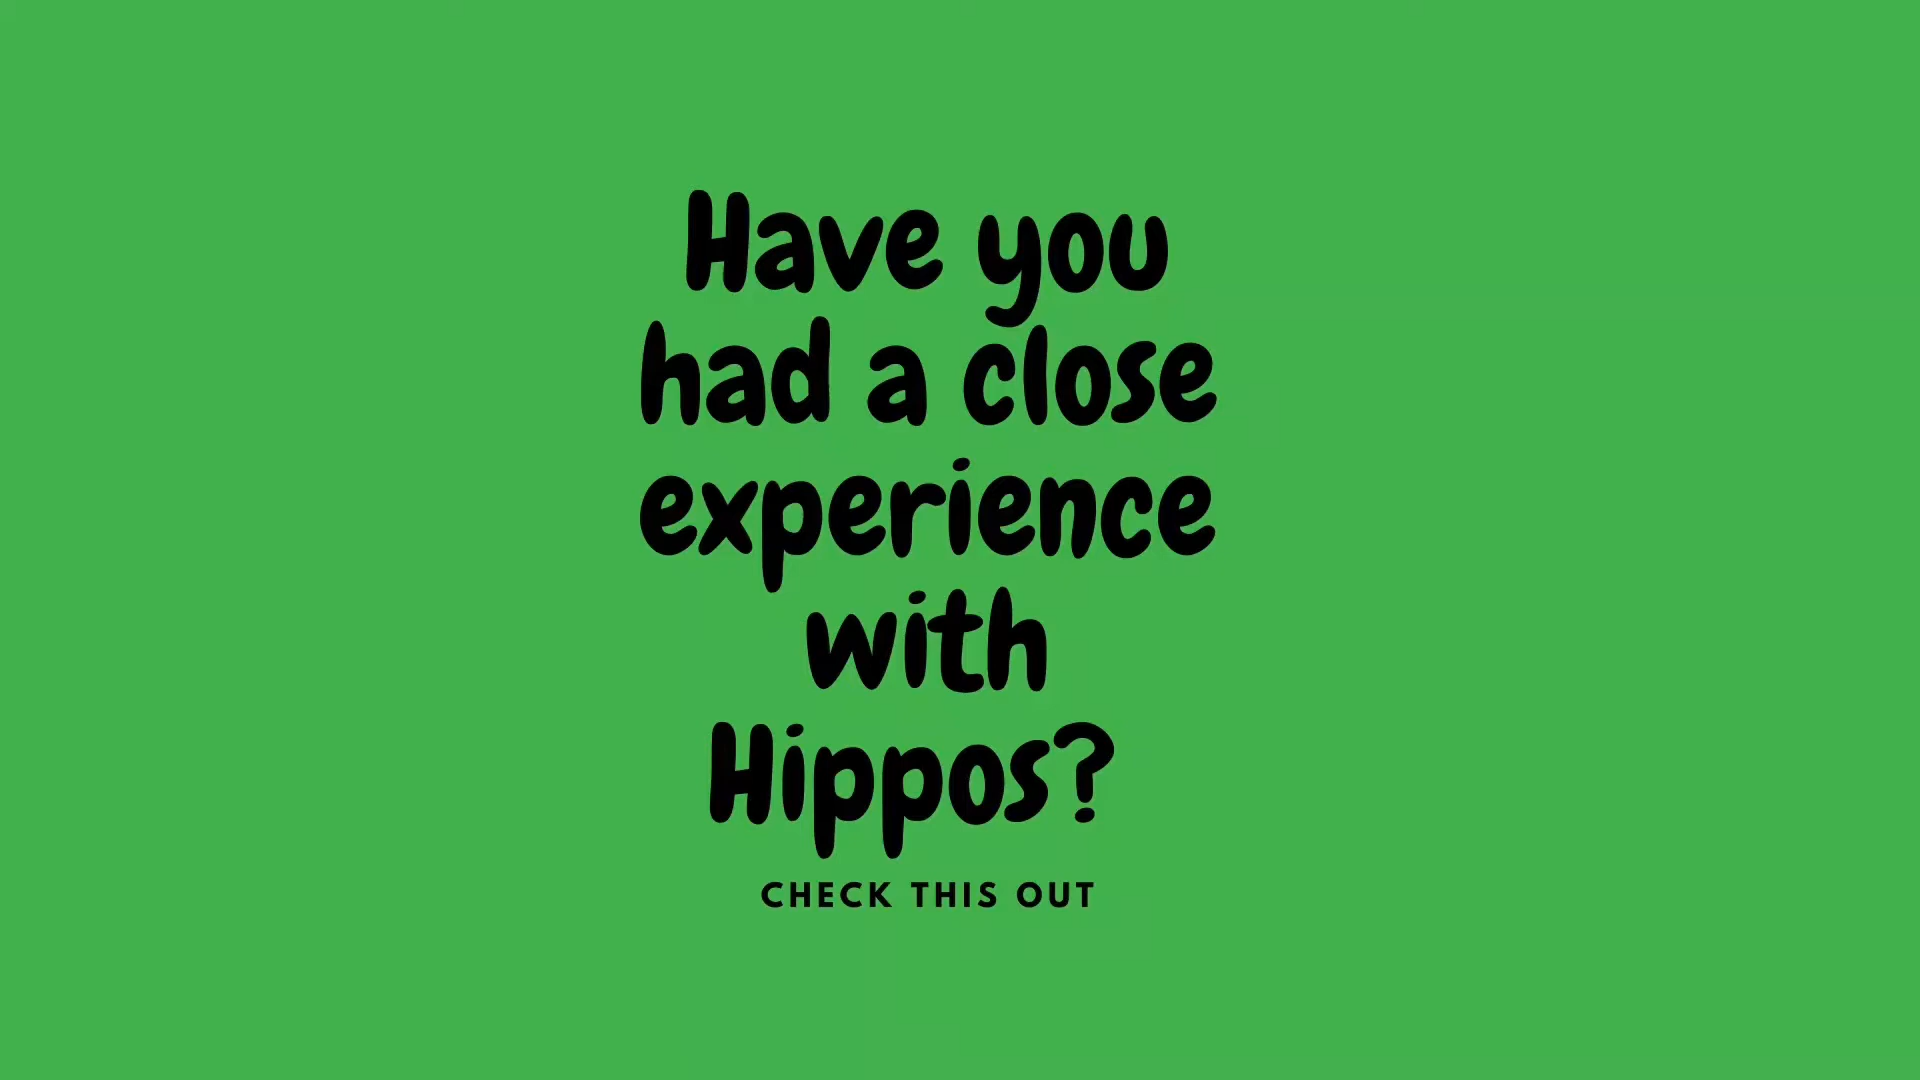 Have you
had a close
experience
with
Hippos?
CHECK THIS OUT